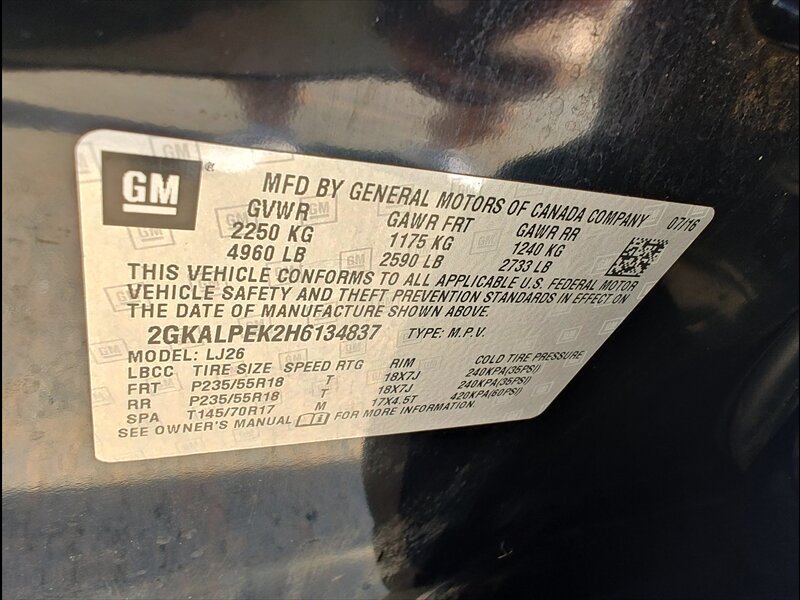 GM
MFD BY GENERAL MOTORS OF CANADA COMPANY 07/16
GVWR GAWR FRT GAWR RR
2250 KG 1175 KG 1240 KG
4960 LB 2590 LB 2733 LB
THIS VEHICLE CONFORMS TO ALL APPLICABLE U.S. FEDERAL MOTOR
VEHICLE SAFETY AND THEFT PREVENTION STANDARDS IN EFFECT ON
THE DATE OF MANUFACTURE SHOWN ABOVE.
2GKALPEK2H6134837 TYPE: M.P.V.
MODEL: LJ26
LBCC TIRE SIZE SPEED RTG RIM COLD TIRE PRESSURE
FRT P235/55R18 T 18X7J 240KPA(35PSI)
RR P235/55R18 T 18X7J 240KPA(35PSI)
SPA T145/70R17 M 17X4.5T 420KPA(60PSI)
SEE OWNER'S MANUAL FOR MORE INFORMATION.